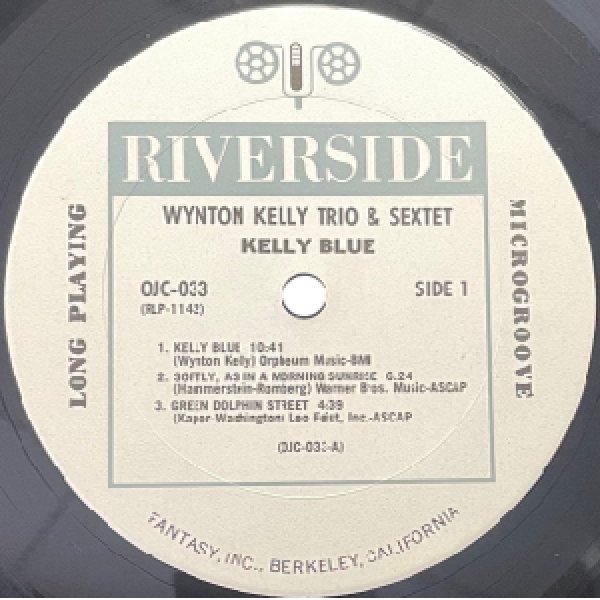 RIVERSIDE
WYNTON KELLY TRIO & SEXTET
KELLY BLUE
LONG PLAYING
MICROGROOVE
OJC-033
SIDE 1
(RLP-1142)
1. KELLY BLUE 10:41
(Wynton Kelly) Orpheum Music-BMI
2. SOFTLY, AS IN A MORNING SUNRISE 6:24
(Hammerstein-Romberg) Warner Bros. Music-ASCAP
3. GREEN DOLPHIN STREET 4:39
(Kaper-Washington) Leo Feist, Inc.-ASCAP
(OJC-033-A)
FANTASY, INC., BERKELEY, CALIFORNIA